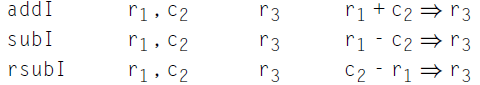 addI r₁,c₂ r₃ r₁ + c₂ ⇒ r₃
subI r₁,c₂ r₃ r₁ - c₂ ⇒ r₃
rsubI r₁,c₂ r₃ c₂ - r₁ ⇒ r₃